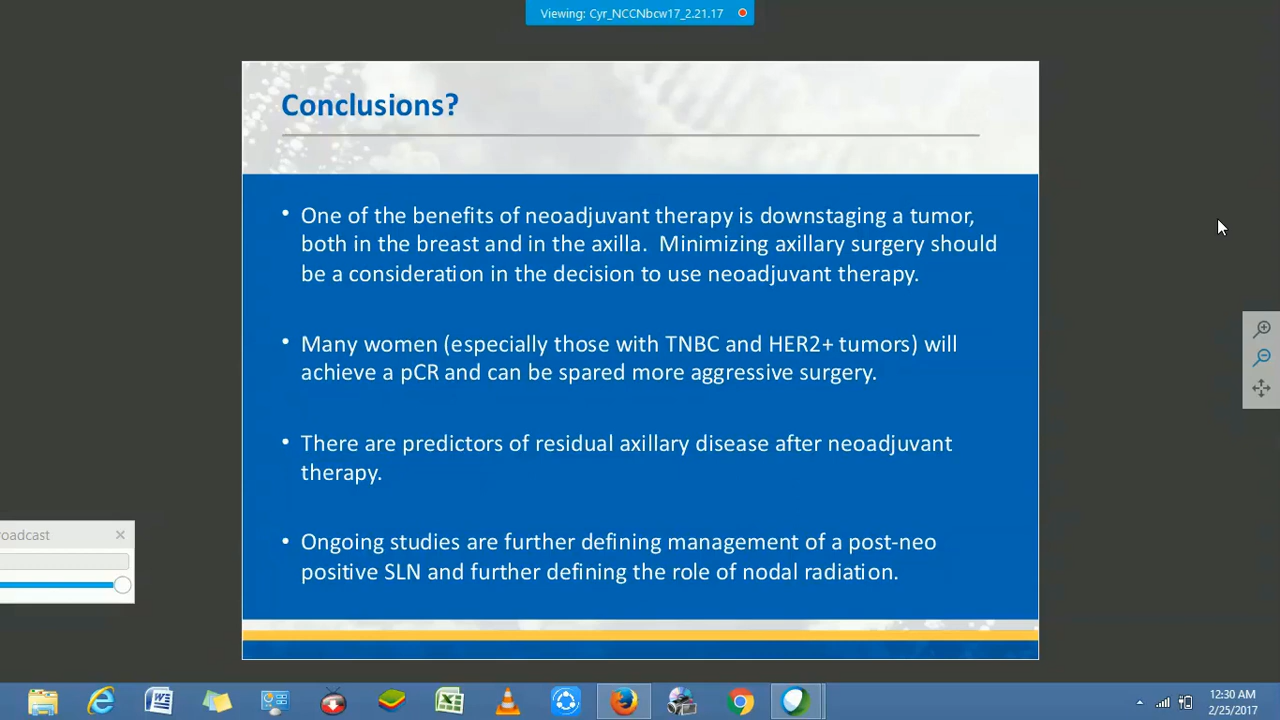 Viewing: Cyr_NCCNbcw17_2.21.17
Conclusions?
• One of the benefits of neoadjuvant therapy is downstaging a tumor,
both in the breast and in the axilla.  Minimizing axillary surgery should
be a consideration in the decision to use neoadjuvant therapy.
• Many women (especially those with TNBC and HER2+ tumors) will
achieve a pCR and can be spared more aggressive surgery.
• There are predictors of residual axillary disease after neoadjuvant
therapy.
• Ongoing studies are further defining management of a post-neo
positive SLN and further defining the role of nodal radiation.
roadcast
12:30 AM
2/25/2017